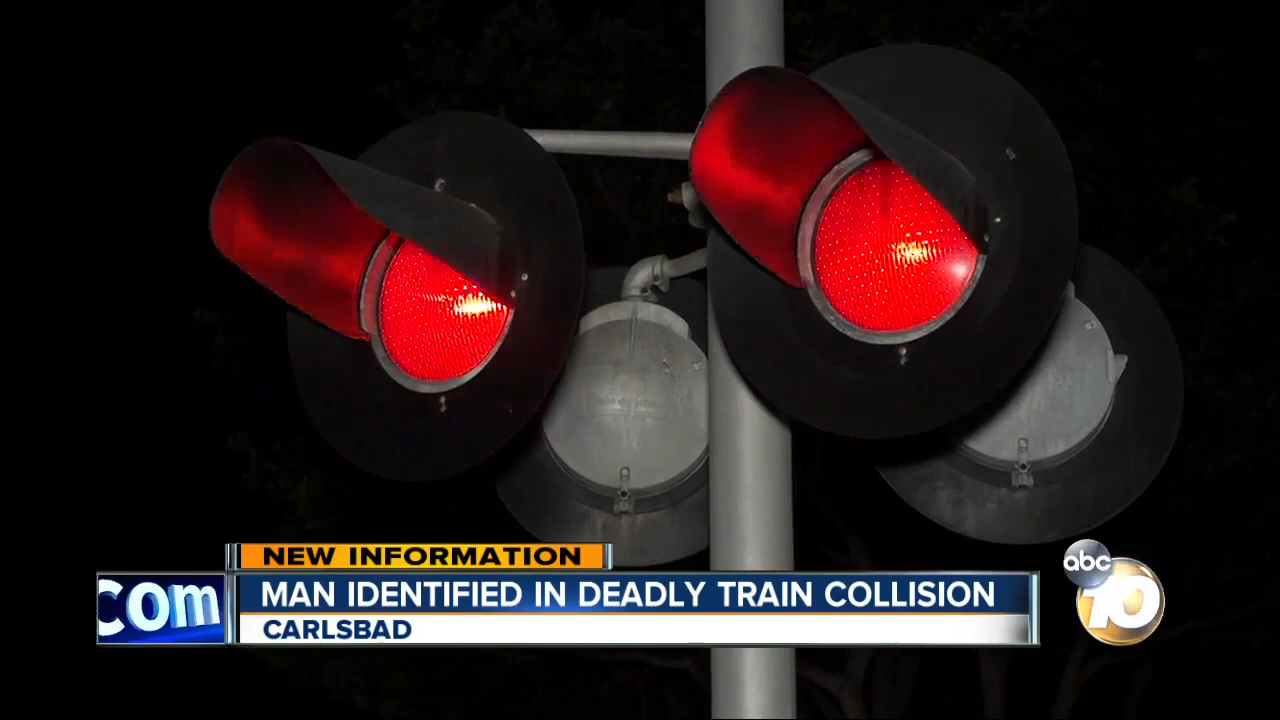 NEW INFORMATION
com
MAN IDENTIFIED IN DEADLY TRAIN COLLISION
CARLSBAD
abc
10